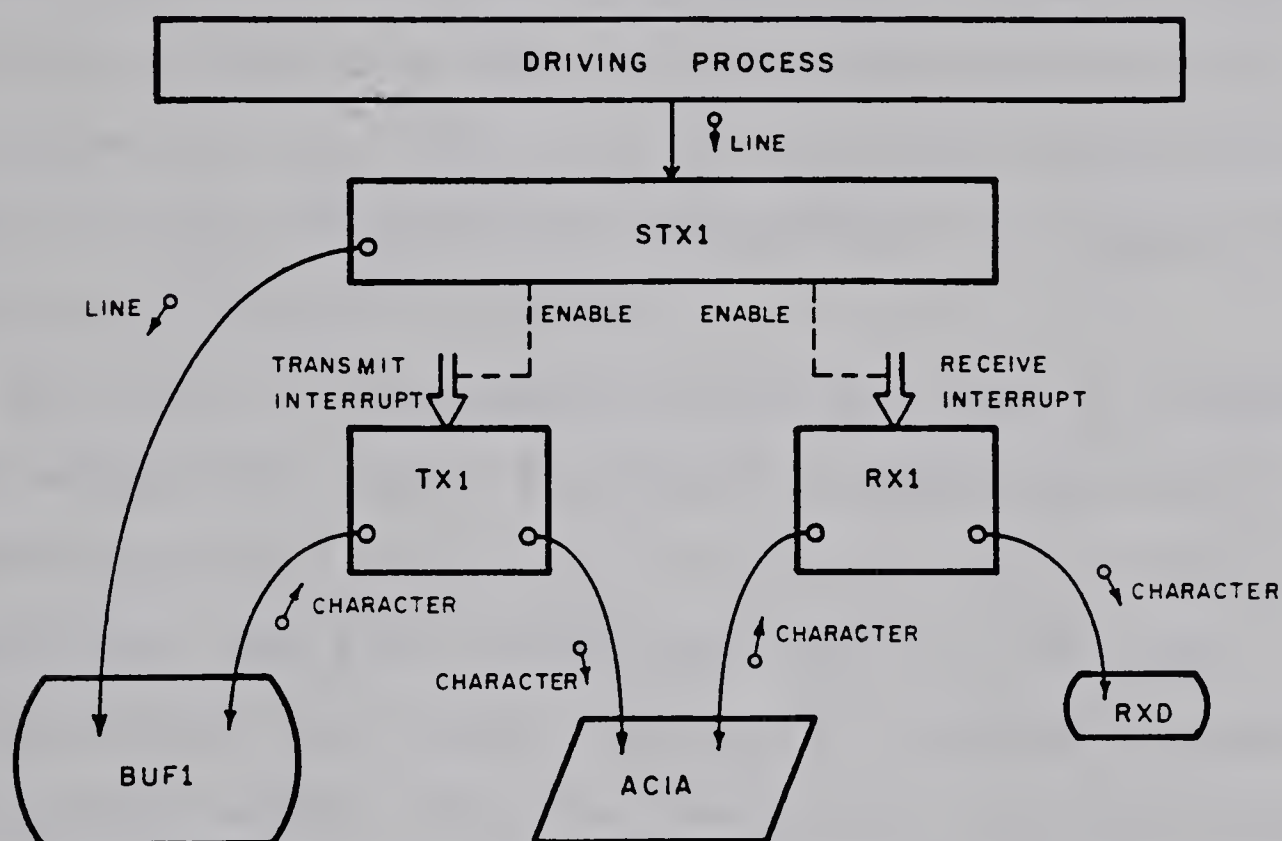 DRIVING PROCESS
LINE
STX1
LINE
ENABLE
ENABLE
TRANSMIT
INTERRUPT
RECEIVE
INTERRUPT
TX1
RX1
CHARACTER
CHARACTER
CHARACTER
CHARACTER
BUF1
ACIA
RXD